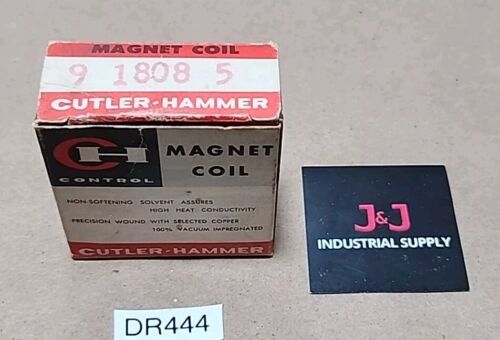 MAGNET COIL
9 1808 5
CUTLER-HAMMER
CH
CONTROL
MAGNET
COIL
NON-SOFTENING SOLVENT ASSURES
HIGH HEAT CONDUCTIVITY
PRECISION WOUND WITH SELECTED COPPER
100% VACUUM IMPREGNATED
CUTLER-HAMMER
J&J
INDUSTRIAL SUPPLY
DR444